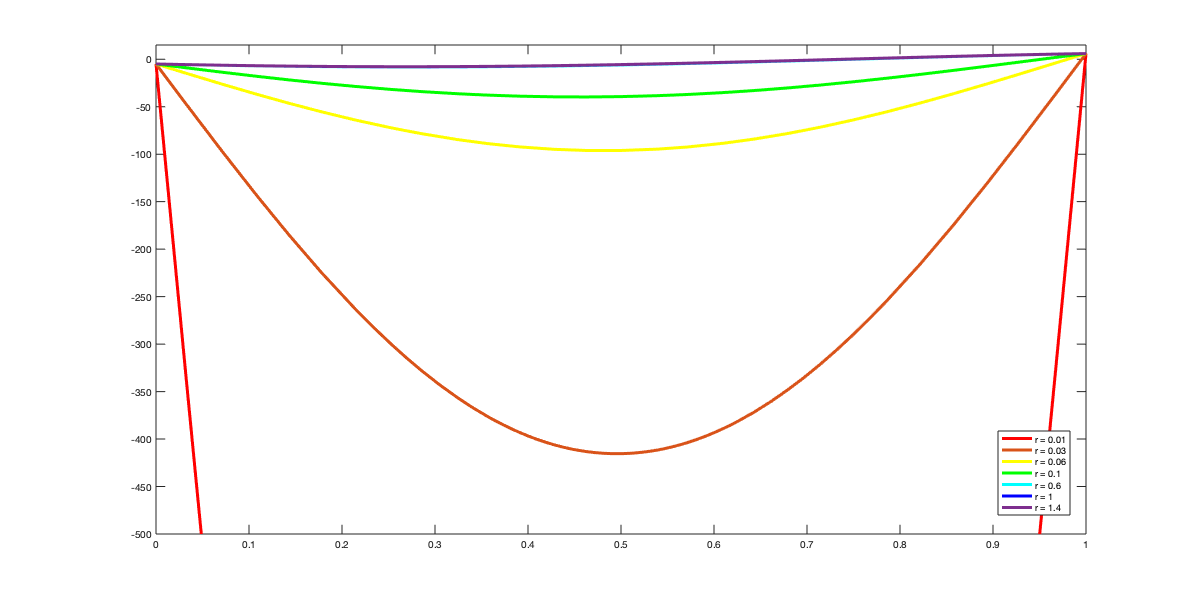 0
-50
-100
-150
-200
-250
-300
-350
-400
-450
-500
0 0.1 0.2 0.3 0.4 0.5 0.6 0.7 0.8 0.9 1
r = 0.01
r = 0.03
r = 0.06
r = 0.1
r = 0.6
r = 1
r = 1.4